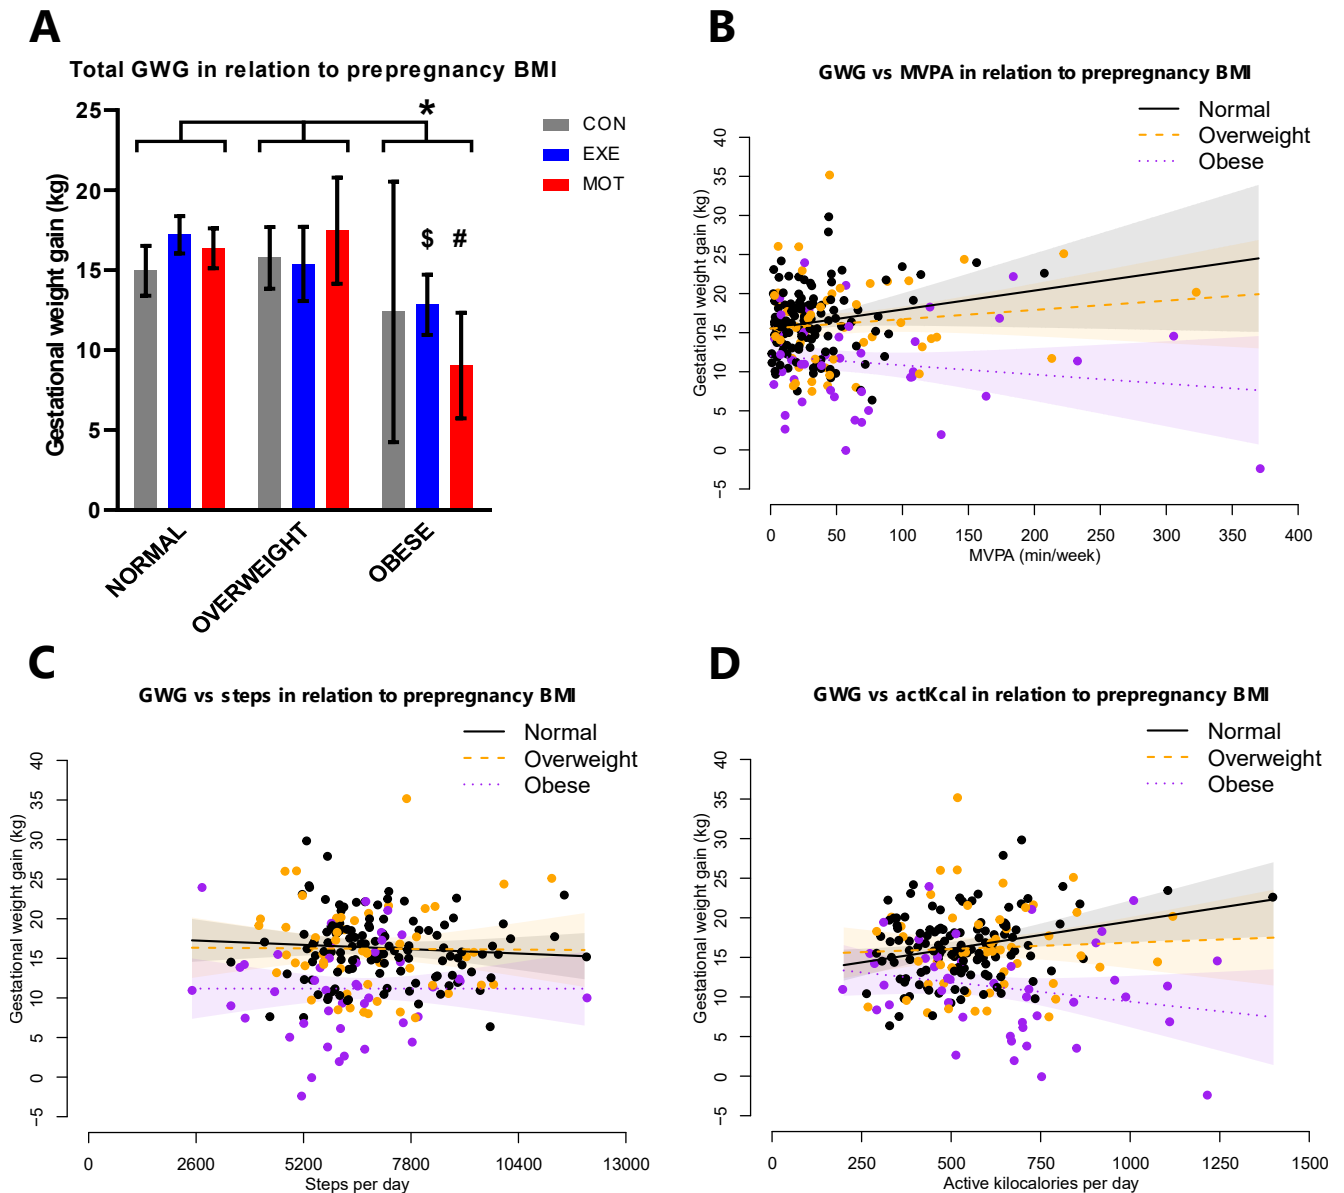 A
Total GWG in relation to prepregnancy BMI
Gestational weight gain (kg)
25
20
15
10
5
0
*
$
#
CON
EXE
MOT
NORMAL
OVERWEIGHT
OBESE
B
GWG vs MVPA in relation to prepregnancy BMI
Normal
Overweight
Obese
Gestational weight gain (kg)
40
35
30
25
20
15
10
5
0
−5
0 50 100 150 200 250 300 350 400
MVPA (min/week)
C
GWG vs steps in relation to prepregnancy BMI
Normal
Overweight
Obese
Gestational weight gain (kg)
40
35
30
25
20
15
10
5
0
−5
0 2600 5200 7800 10400 13000
Steps per day
D
GWG vs actKcal in relation to prepregnancy BMI
Normal
Overweight
Obese
Gestational weight gain (kg)
40
35
30
25
20
15
10
5
0
−5
0 250 500 750 1000 1250 1500
Active kilocalories per day